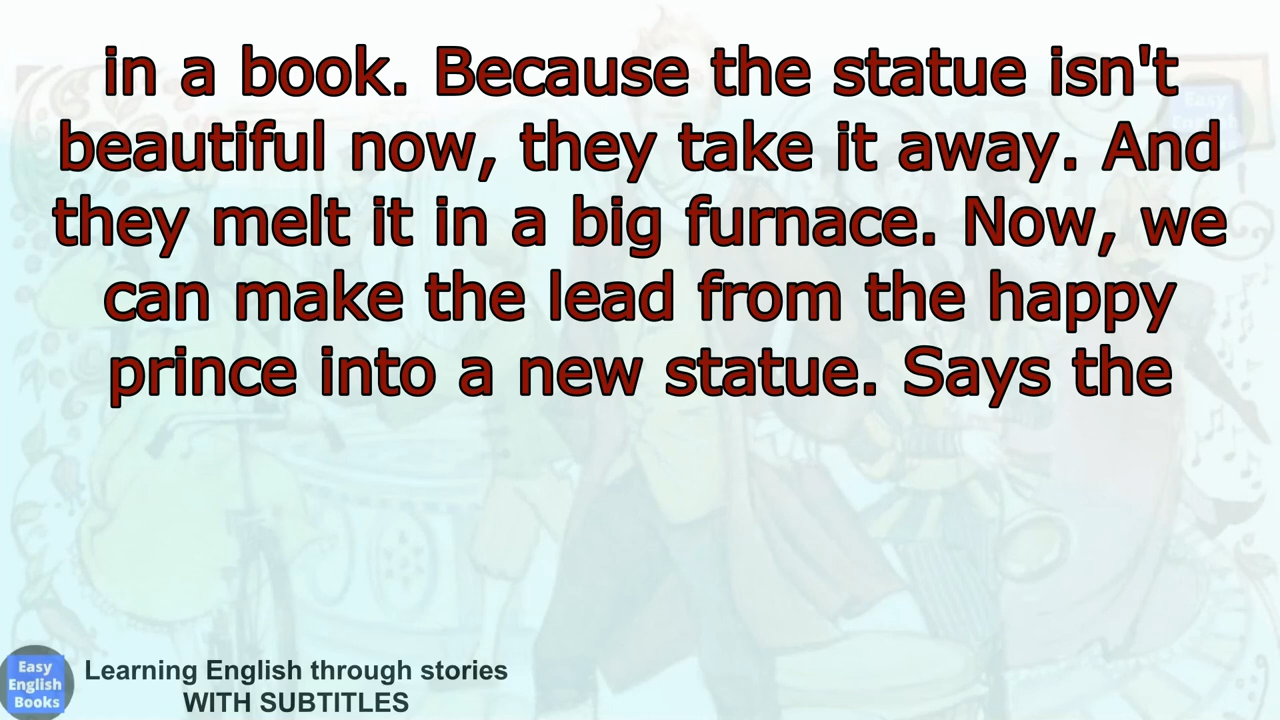 in a book. Because the statue isn't
beautiful now, they take it away. And
they melt it in a big furnace. Now, we
can make the lead from the happy
prince into a new statue. Says the
Easy
English
Books
Learning English through stories
WITH SUBTITLES
Easy
English